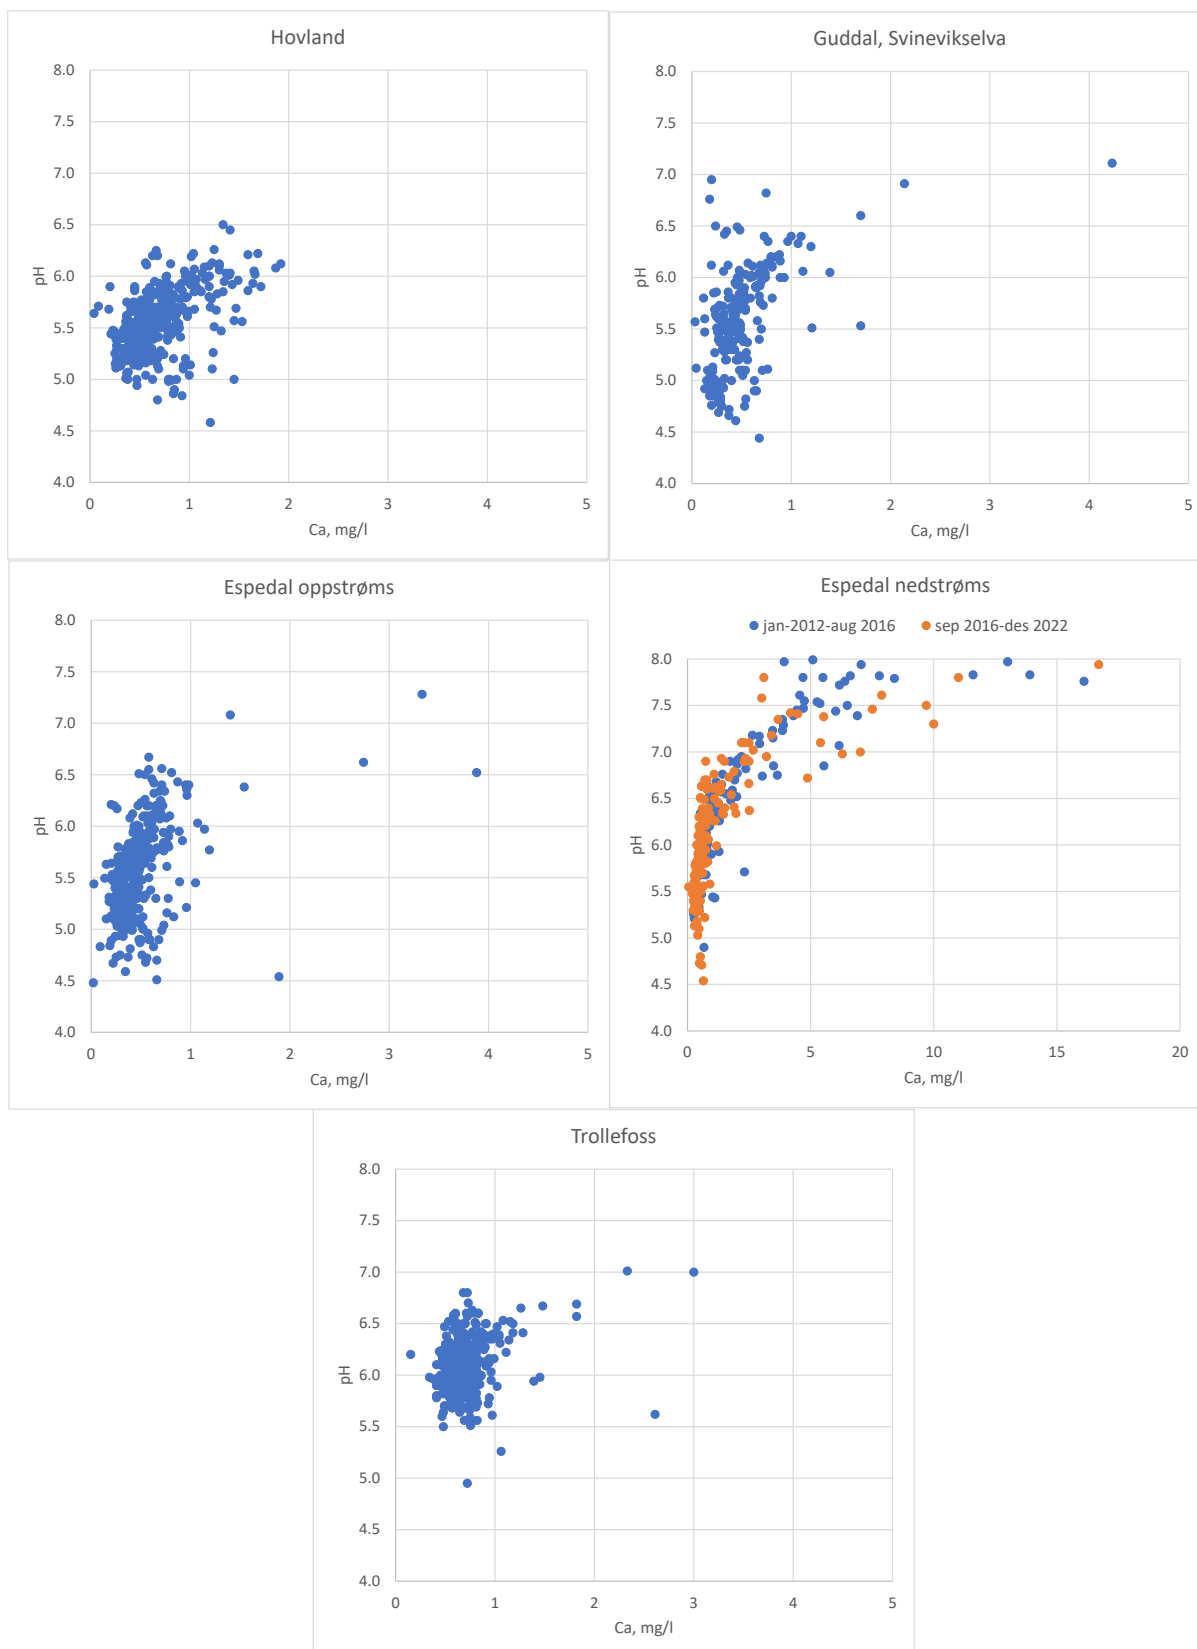 Hovland
8.0
7.5
7.0
6.5
6.0
5.5
5.0
4.5
4.0
pH
0 1 2 3 4 5
Ca, mg/l
Guddal, Svinevikselva
8.0
7.5
7.0
6.5
6.0
5.5
5.0
4.5
4.0
pH
0 1 2 3 4 5
Ca, mg/l
Espedal oppstrøms
8.0
7.5
7.0
6.5
6.0
5.5
5.0
4.5
4.0
pH
0 1 2 3 4 5
Ca, mg/l
Espedal nedstrøms
jan-2012-aug 2016 sep 2016-des 2022
8.0
7.5
7.0
6.5
6.0
5.5
5.0
4.5
4.0
pH
0 5 10 15 20
Ca, mg/l
Trollefoss
8.0
7.5
7.0
6.5
6.0
5.5
5.0
4.5
4.0
pH
0 1 2 3 4 5
Ca, mg/l